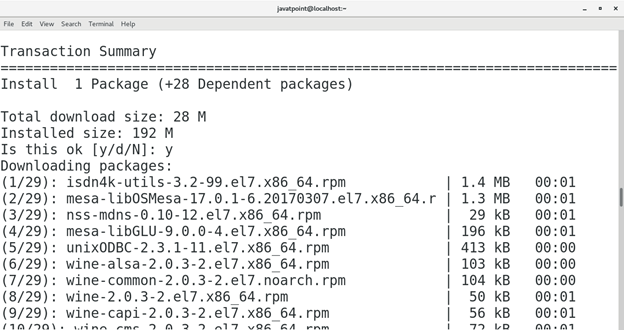 javatpoint@localhost:~
File Edit View Search Terminal Help
Transaction Summary
================================================================================
Install  1 Package (+28 Dependent packages)
Total download size: 28 M
Installed size: 192 M
Is this ok [y/d/N]: y
Downloading packages:
(1/29): isdn4k-utils-3.2-99.el7.x86_64.rpm | 1.4 MB 00:01
(2/29): mesa-libOSMesa-17.0.1-6.20170307.el7.x86_64.r | 1.3 MB 00:01
(3/29): nss-mdns-0.10-12.el7.x86_64.rpm | 29 kB 00:01
(4/29): mesa-libGLU-9.0.0-4.el7.x86_64.rpm | 196 kB 00:01
(5/29): unixODBC-2.3.1-11.el7.x86_64.rpm | 413 kB 00:00
(6/29): wine-alsa-2.0.3-2.el7.x86_64.rpm | 103 kB 00:00
(7/29): wine-common-2.0.3-2.el7.noarch.rpm | 104 kB 00:00
(8/29): wine-2.0.3-2.el7.x86_64.rpm | 50 kB 00:01
(9/29): wine-capi-2.0.3-2.el7.x86_64.rpm | 56 kB 00:01
(10/29): wine-cms-2.0.3-2.el7.x86_64.rpm | 72 kB 00:01